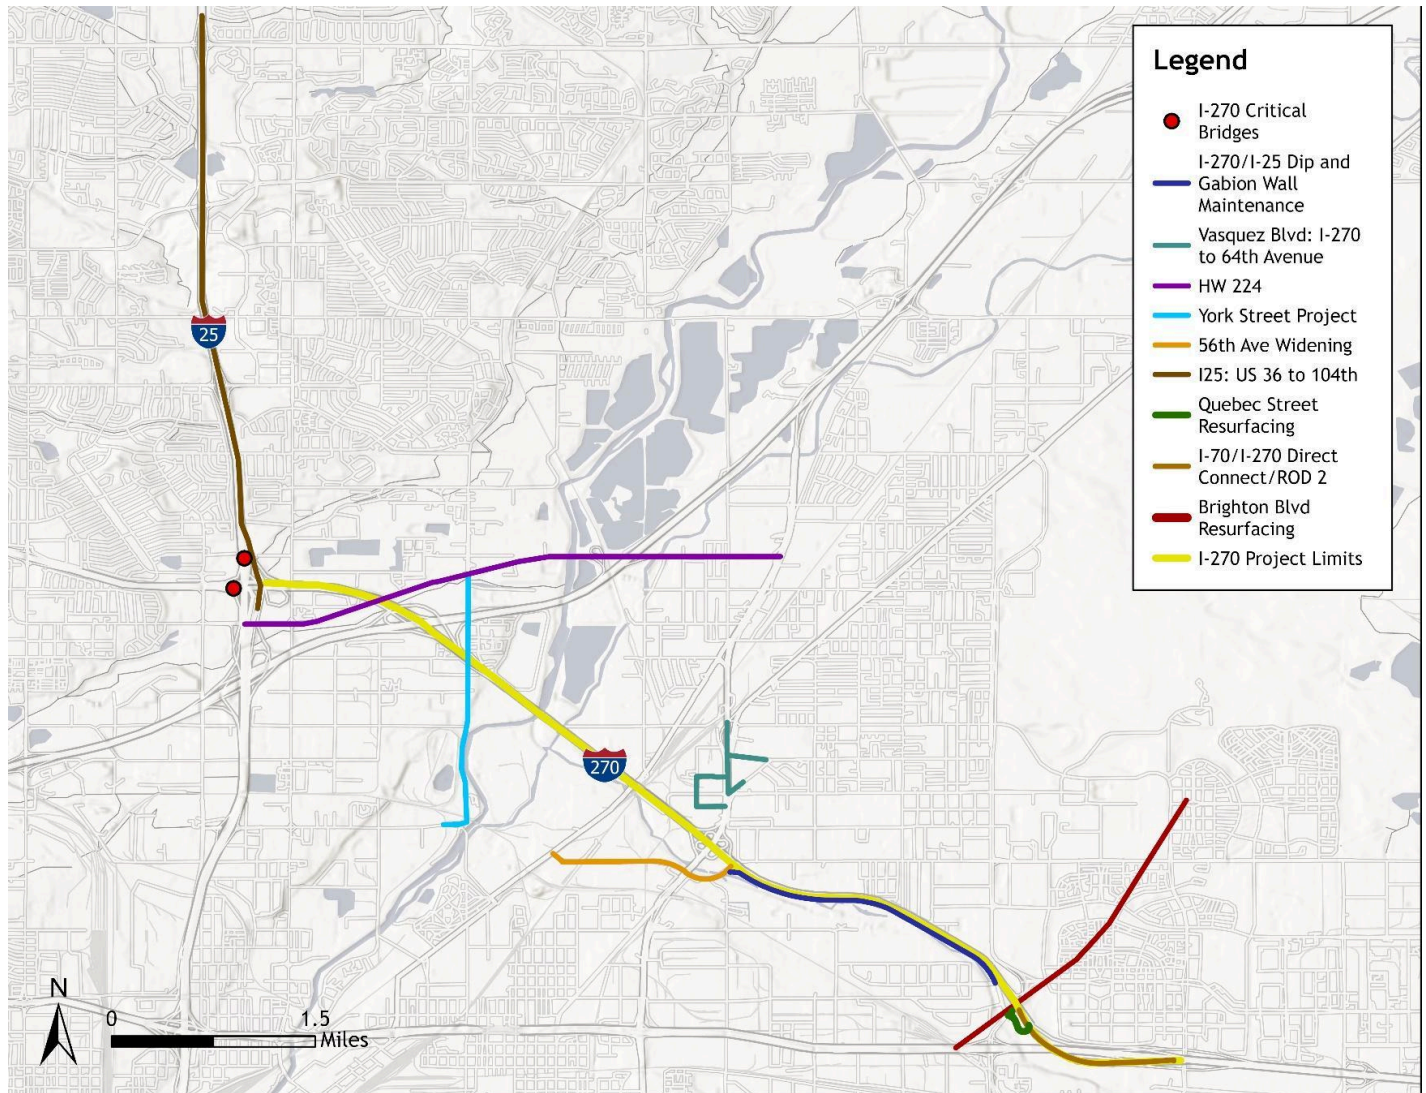 Legend
I-270 Critical
Bridges
I-270/I-25 Dip and
Gabion Wall
Maintenance
Vasquez Blvd: I-270
to 64th Avenue
HW 224
York Street Project
56th Ave Widening
I25: US 36 to 104th
Quebec Street
Resurfacing
I-70/I-270 Direct
Connect/ROD 2
Brighton Blvd
Resurfacing
I-270 Project Limits
25
270
N
0 1.5
Miles